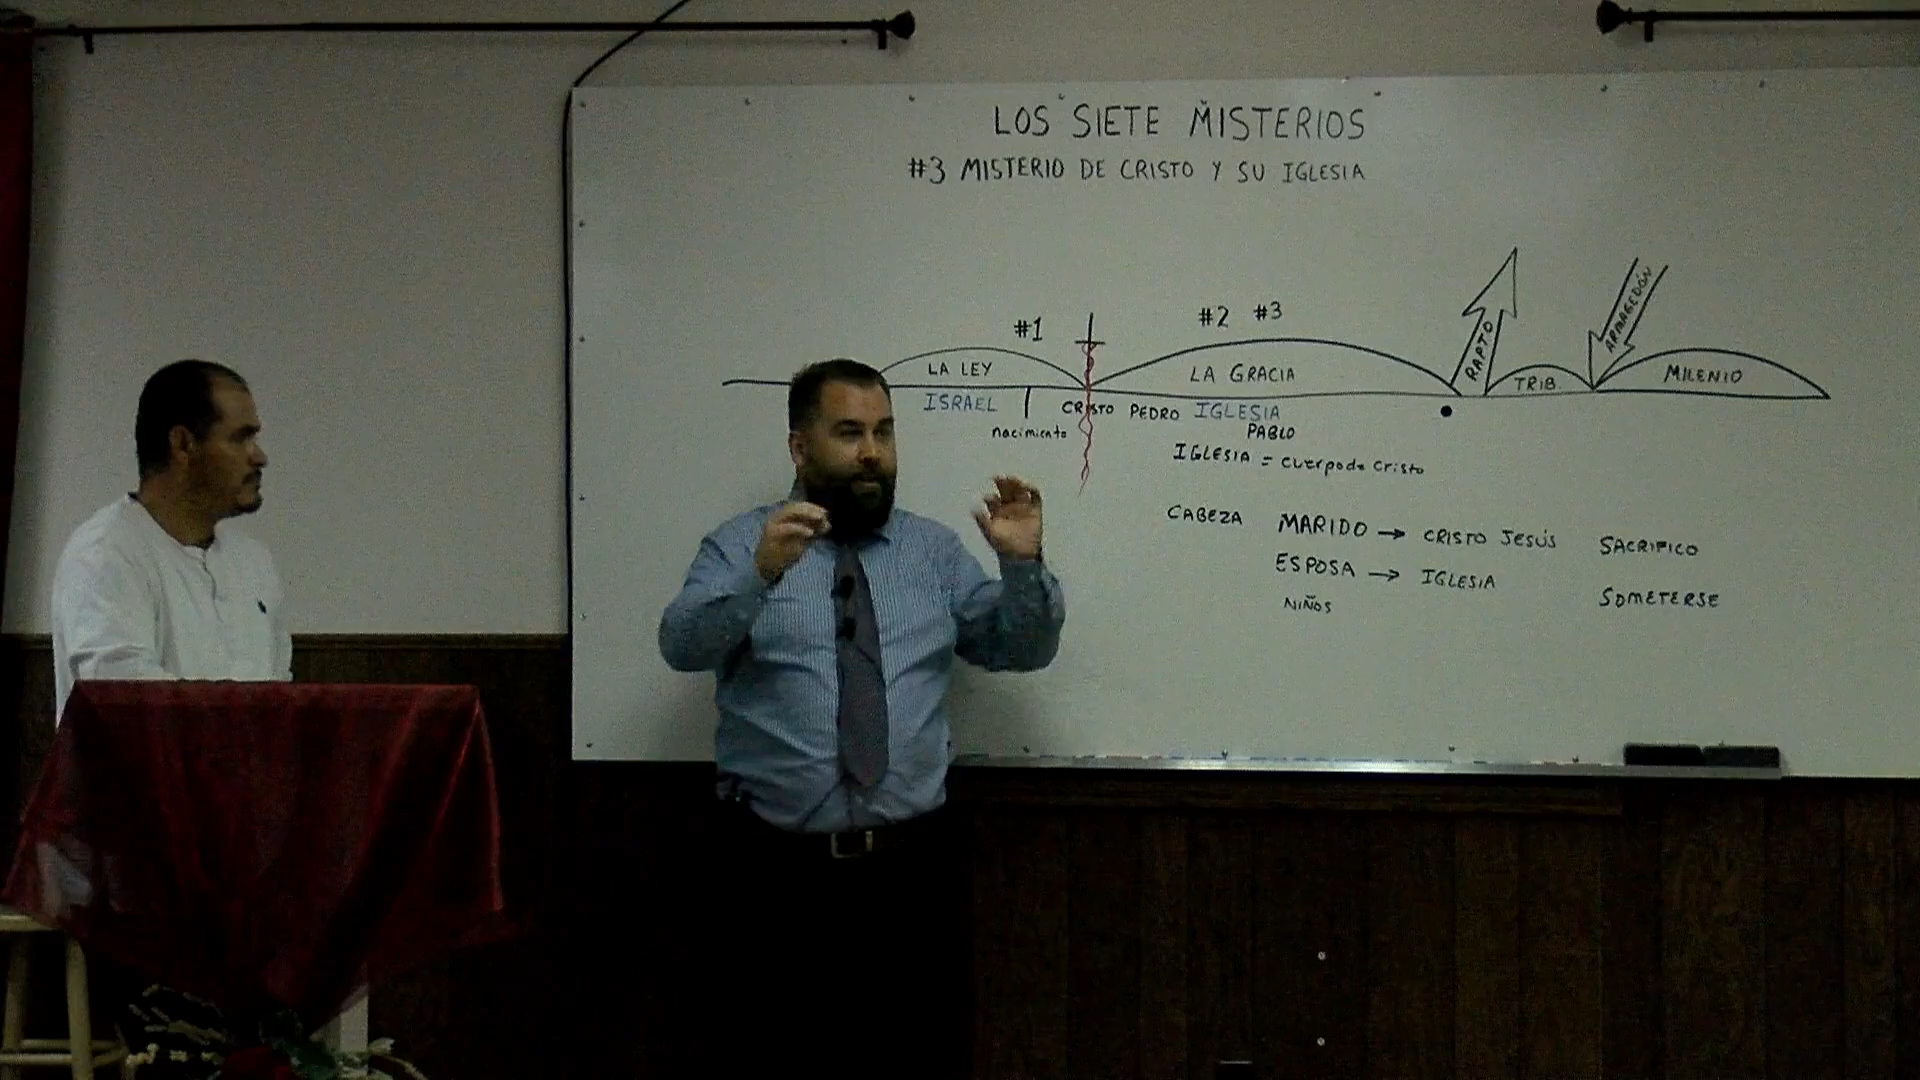 LOS SIETE MISTERIOS
#3 MISTERIO DE CRISTO Y SU IGLESIA
#1 #2 #3
LA LEY LA GRACIA RAPTO TRIB. ARMAGEDÓN MILENIO
ISRAEL CRISTO PEDRO IGLESIA
nacimiento PABLO
IGLESIA = cuerpo de Cristo
CABEZA MARIDO → CRISTO JESÚS SACRIFICO
ESPOSA → IGLESIA SOMETERSE
NIÑOS